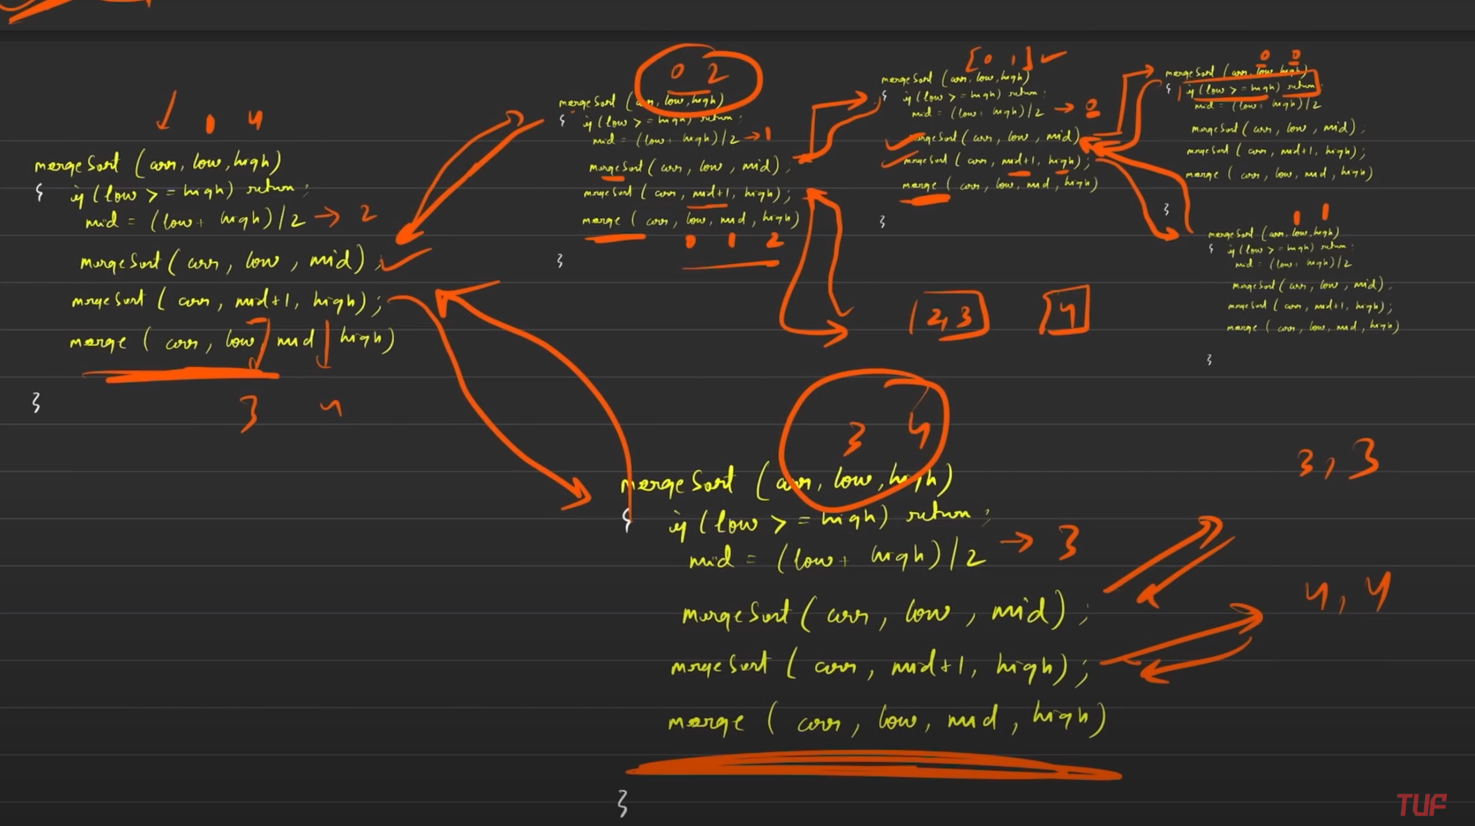 0 4
mergeSort (arr, low, high)
{ if (low >= high) return;
mid = (low + high)/2 → 2
mergeSort (arr, low, mid);
mergeSort (arr, mid+1, high);
merge (arr, low, mid, high)
3 4
}
0 2
mergeSort (arr, low, high)
{ if (low >= high) return;
mid = (low + high)/2 → 1
mergeSort (arr, low, mid);
mergeSort (arr, mid+1, high);
merge (arr, low, mid, high)
0 1 2
}
[0 1]
mergeSort (arr, low, high)
{ if (low >= high) return;
mid = (low + high)/2 → 0
mergeSort (arr, low, mid)
mergeSort (arr, mid+1, high);
merge (arr, low, mid, high)
}
0 0
mergeSort (arr, low, high)
{ if (low >= high) return;
mid = (low + high)/2
mergeSort (arr, low, mid);
mergeSort (arr, mid+1, high);
merge (arr, low, mid, high)
}
1 1
mergeSort (arr, low, high)
{ if (low >= high) return;
mid = (low + high)/2
mergeSort (arr, low, mid);
mergeSort (arr, mid+1, high);
merge (arr, low, mid, high)
}
2,3
4
3 4
mergeSort (arr, low, high)
{ if (low >= high) return;
mid = (low + high)/2 → 3
mergeSort (arr, low, mid);
mergeSort (arr, mid+1, high);
merge (arr, low, mid, high)
}
3, 3
4, 4
TUF